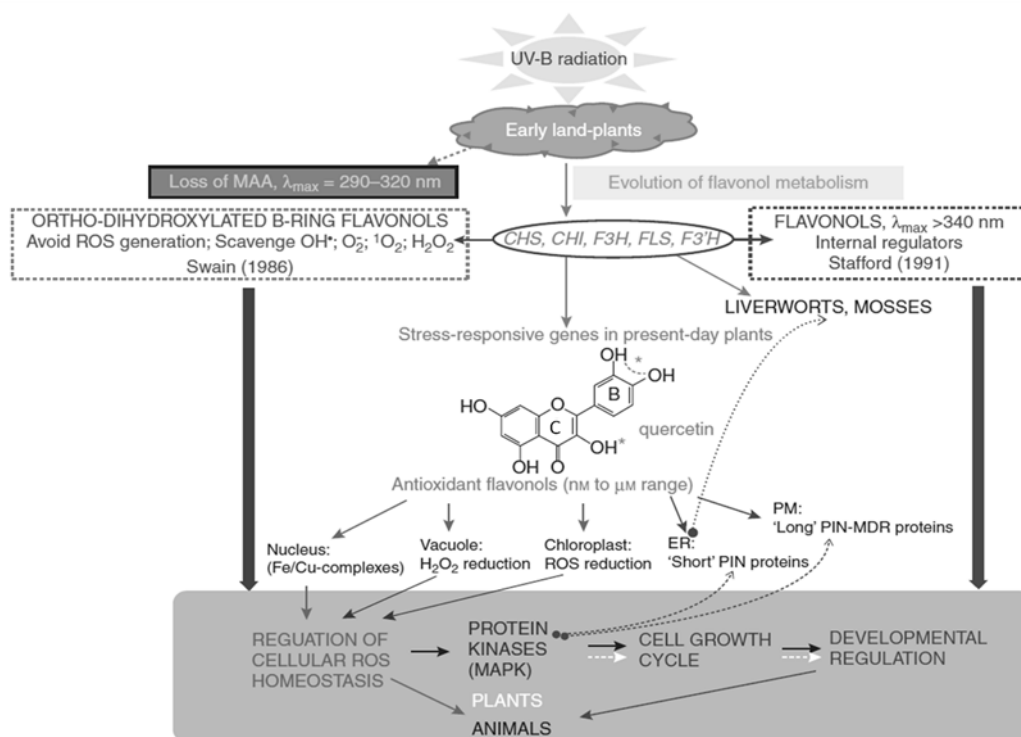 UV-B radiation
Early land-plants
Loss of MAA, λmax = 290–320 nm
Evolution of flavonol metabolism
ORTHO-DIHYDROXYLATED B-RING FLAVONOLS
Avoid ROS generation; Scavenge OH•; O₂⁻; ¹O₂; H₂O₂
Swain (1986)
CHS, CHI, F3H, FLS, F3'H
FLAVONOLS, λmax >340 nm
Internal regulators
Stafford (1991)
LIVERWORTS, MOSSES
Stress-responsive genes in present-day plants
OH
*
OH
B
HO
O
C
quercetin
OH*
OH
O
Antioxidant flavonols (nM to μM range)
Nucleus:
(Fe/Cu-complexes)
Vacuole:
H₂O₂ reduction
Chloroplast:
ROS reduction
ER:
'Short' PIN proteins
PM:
'Long' PIN-MDR proteins
REGUATION OF
CELLULAR ROS
HOMEOSTASIS
PROTEIN
KINASES
(MAPK)
CELL GROWTH
CYCLE
DEVELOPMENTAL
REGULATION
PLANTS
ANIMALS